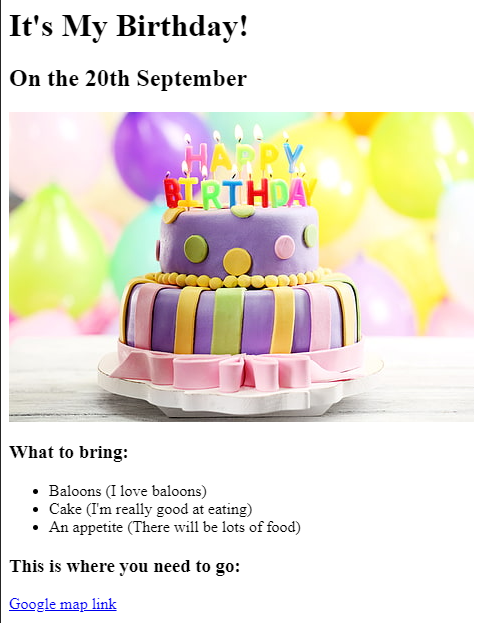 It's My Birthday!
On the 20th September
HAPPY
BIRTHDAY
What to bring:
Baloons (I love baloons)
Cake (I'm really good at eating)
An appetite (There will be lots of food)
This is where you need to go:
Google map link